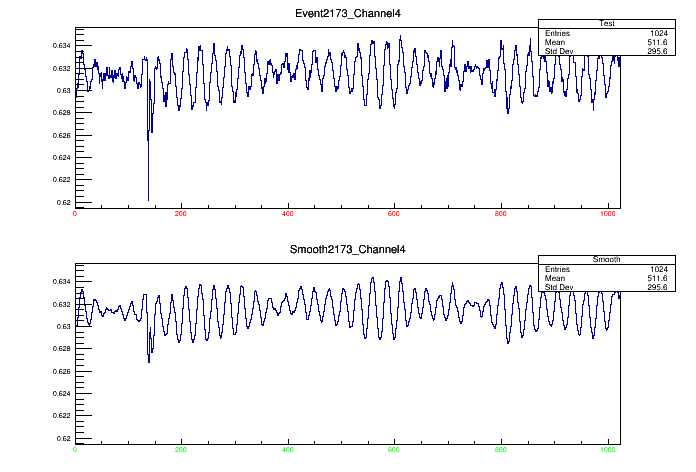 Event2173_Channel4
Test
Entries 1024
Mean 511.6
Std Dev 295.6
0.634
0.632
0.63
0.628
0.626
0.624
0.622
0.62
0 200 400 600 800 1000
Smooth2173_Channel4
Smooth
Entries 1024
Mean 511.6
Std Dev 295.6
0.634
0.632
0.63
0.628
0.626
0.624
0.622
0.62
0 200 400 600 800 1000